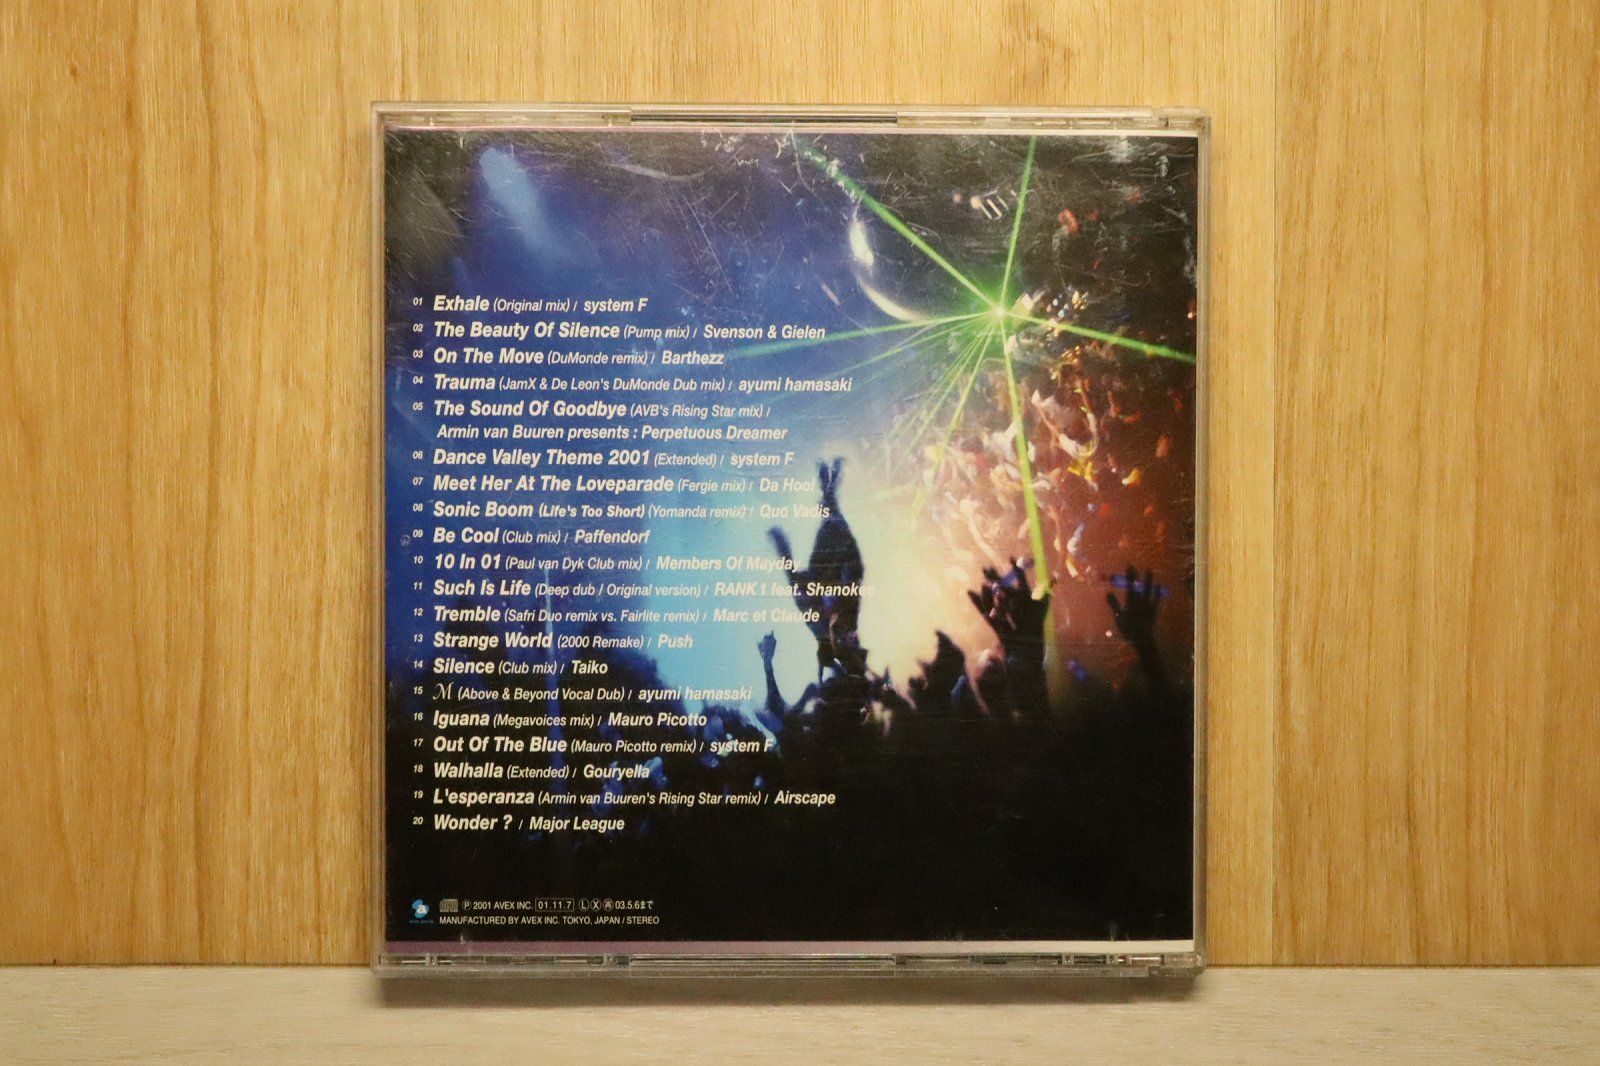 01 Exhale (Original mix) / system F
02 The Beauty Of Silence (Pump mix) / Svenson & Gielen
03 On The Move (DuMonde remix) / Barthezz
04 Trauma (JamX & De Leon's DuMonde Dub mix) / ayumi hamasaki
05 The Sound Of Goodbye (AVB's Rising Star mix) /
Armin van Buuren presents : Perpetuous Dreamer
06 Dance Valley Theme 2001 (Extended) / system F
07 Meet Her At The Loveparade (Fergie mix) / Da Hool
08 Sonic Boom (Life's Too Short) (Yomanda remix) / Quo Vadis
09 Be Cool (Club mix) / Paffendorf
10 10 In 01 (Paul van Dyk Club mix) / Members Of Mayday
11 Such Is Life (Deep dub / Original version) / RANK 1 feat. Shanokee
12 Tremble (Safri Duo remix vs. Fairlite remix) / Marc et Claude
13 Strange World (2000 Remake) / Push
14 Silence (Club mix) / Taiko
15 M (Above & Beyond Vocal Dub) / ayumi hamasaki
16 Iguana (Megavoices mix) / Mauro Picotto
17 Out Of The Blue (Mauro Picotto remix) / system F
18 Walhalla (Extended) / Gouryella
19 L'esperanza (Armin van Buuren's Rising Star remix) / Airscape
20 Wonder ? / Major League
℗ 2001 AVEX INC. 01.11.7 Ⓛ Ⓧ 再 03.5.6まで
MANUFACTURED BY AVEX INC. TOKYO, JAPAN / STEREO